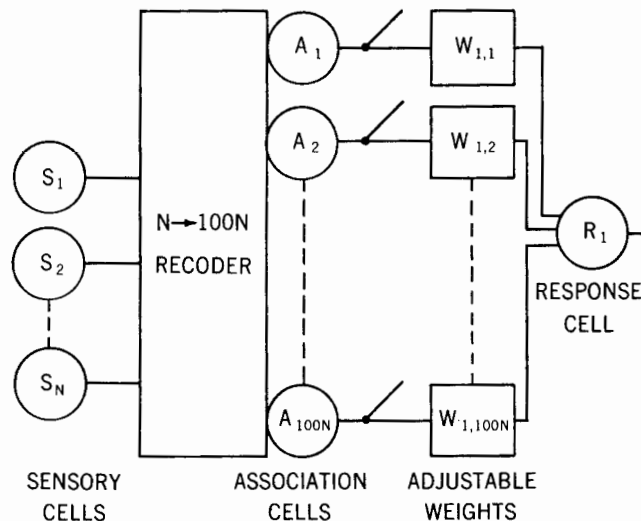 A₁
W₁,₁
A₂
W₁,₂
S₁
N→100N
RECODER
S₂
R₁
RESPONSE
CELL
S_N
A₁₀₀N
W₁,₁₀₀N
SENSORY
CELLS
ASSOCIATION
CELLS
ADJUSTABLE
WEIGHTS